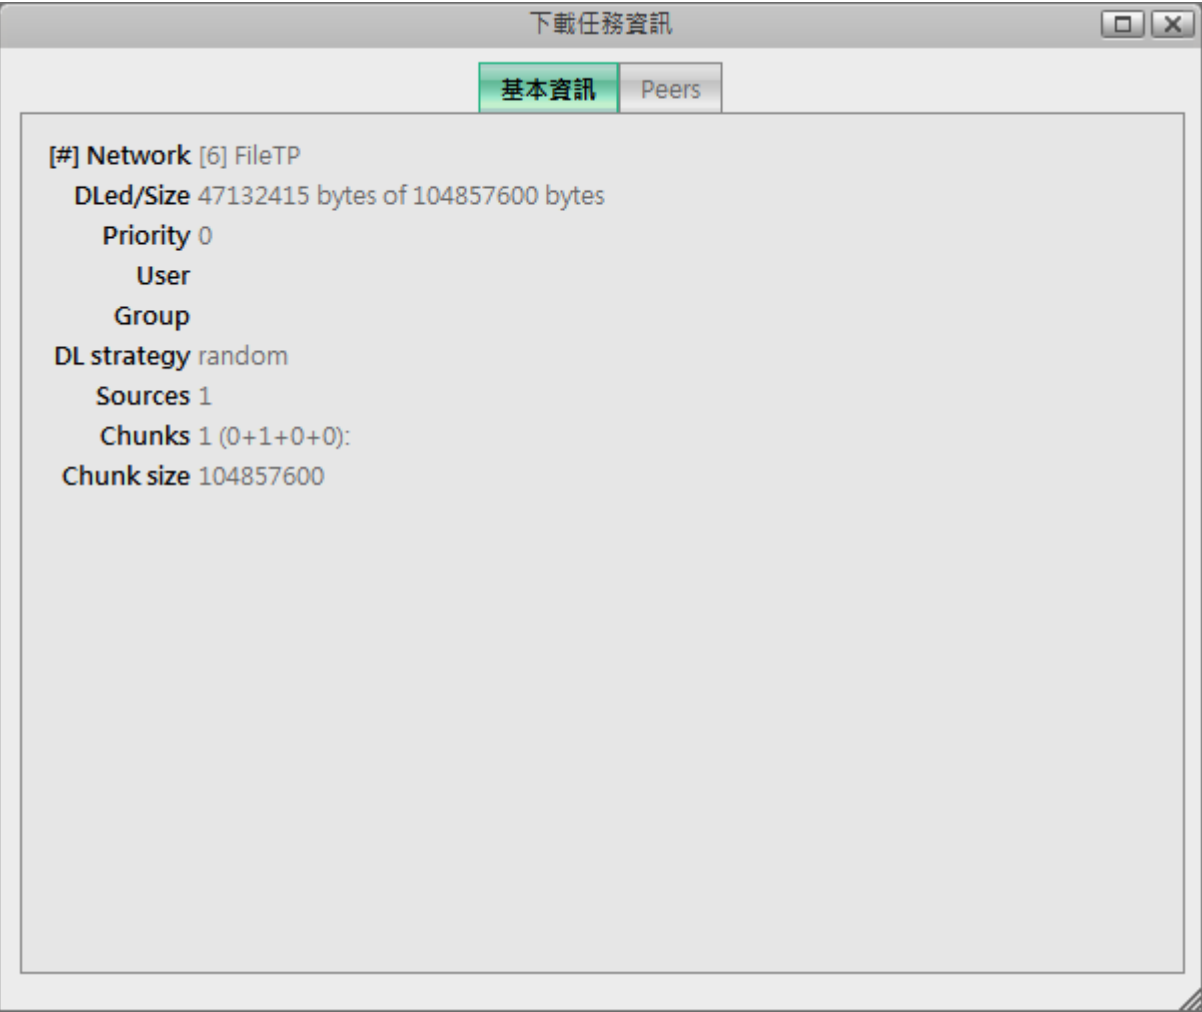 下載任務資訊
基本資訊 Peers
[#] Network [6] FileTP
DLed/Size 47132415 bytes of 104857600 bytes
Priority 0
User
Group
DL strategy random
Sources 1
Chunks 1 (0+1+0+0):
Chunk size 104857600